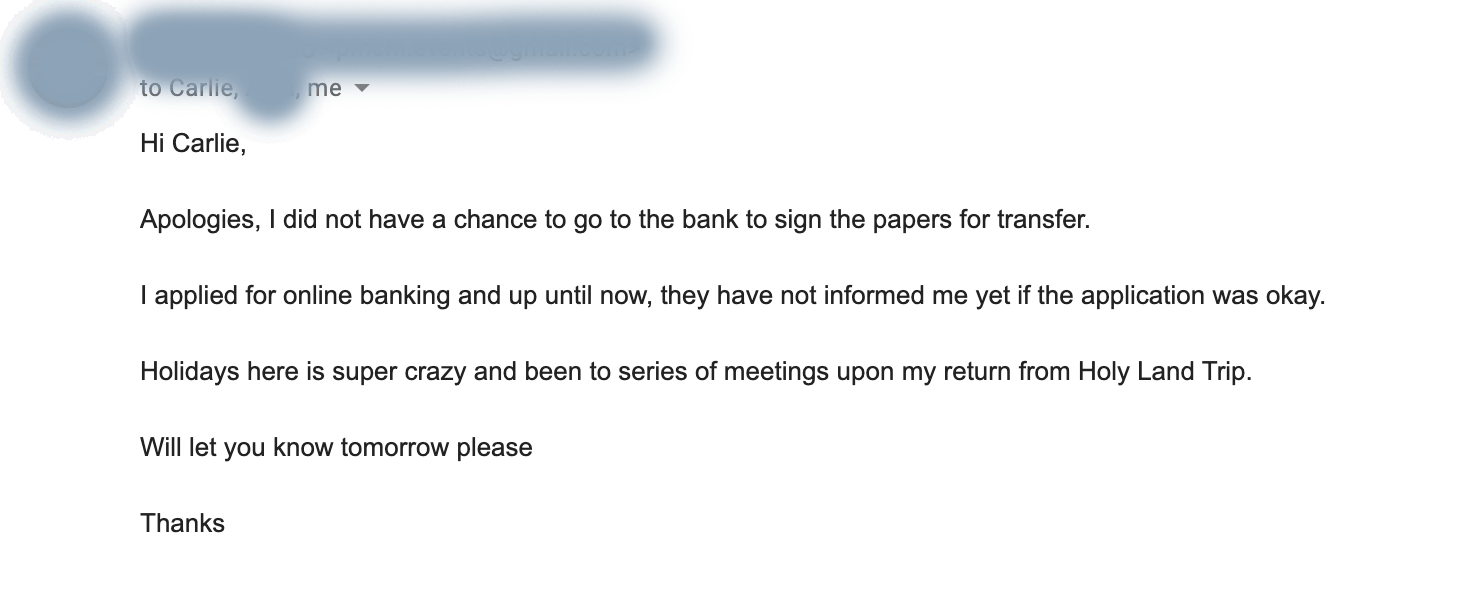 to Carlie, , me
Hi Carlie,
Apologies, I did not have a chance to go to the bank to sign the papers for transfer.
I applied for online banking and up until now, they have not informed me yet if the application was okay.
Holidays here is super crazy and been to series of meetings upon my return from Holy Land Trip.
Will let you know tomorrow please
Thanks